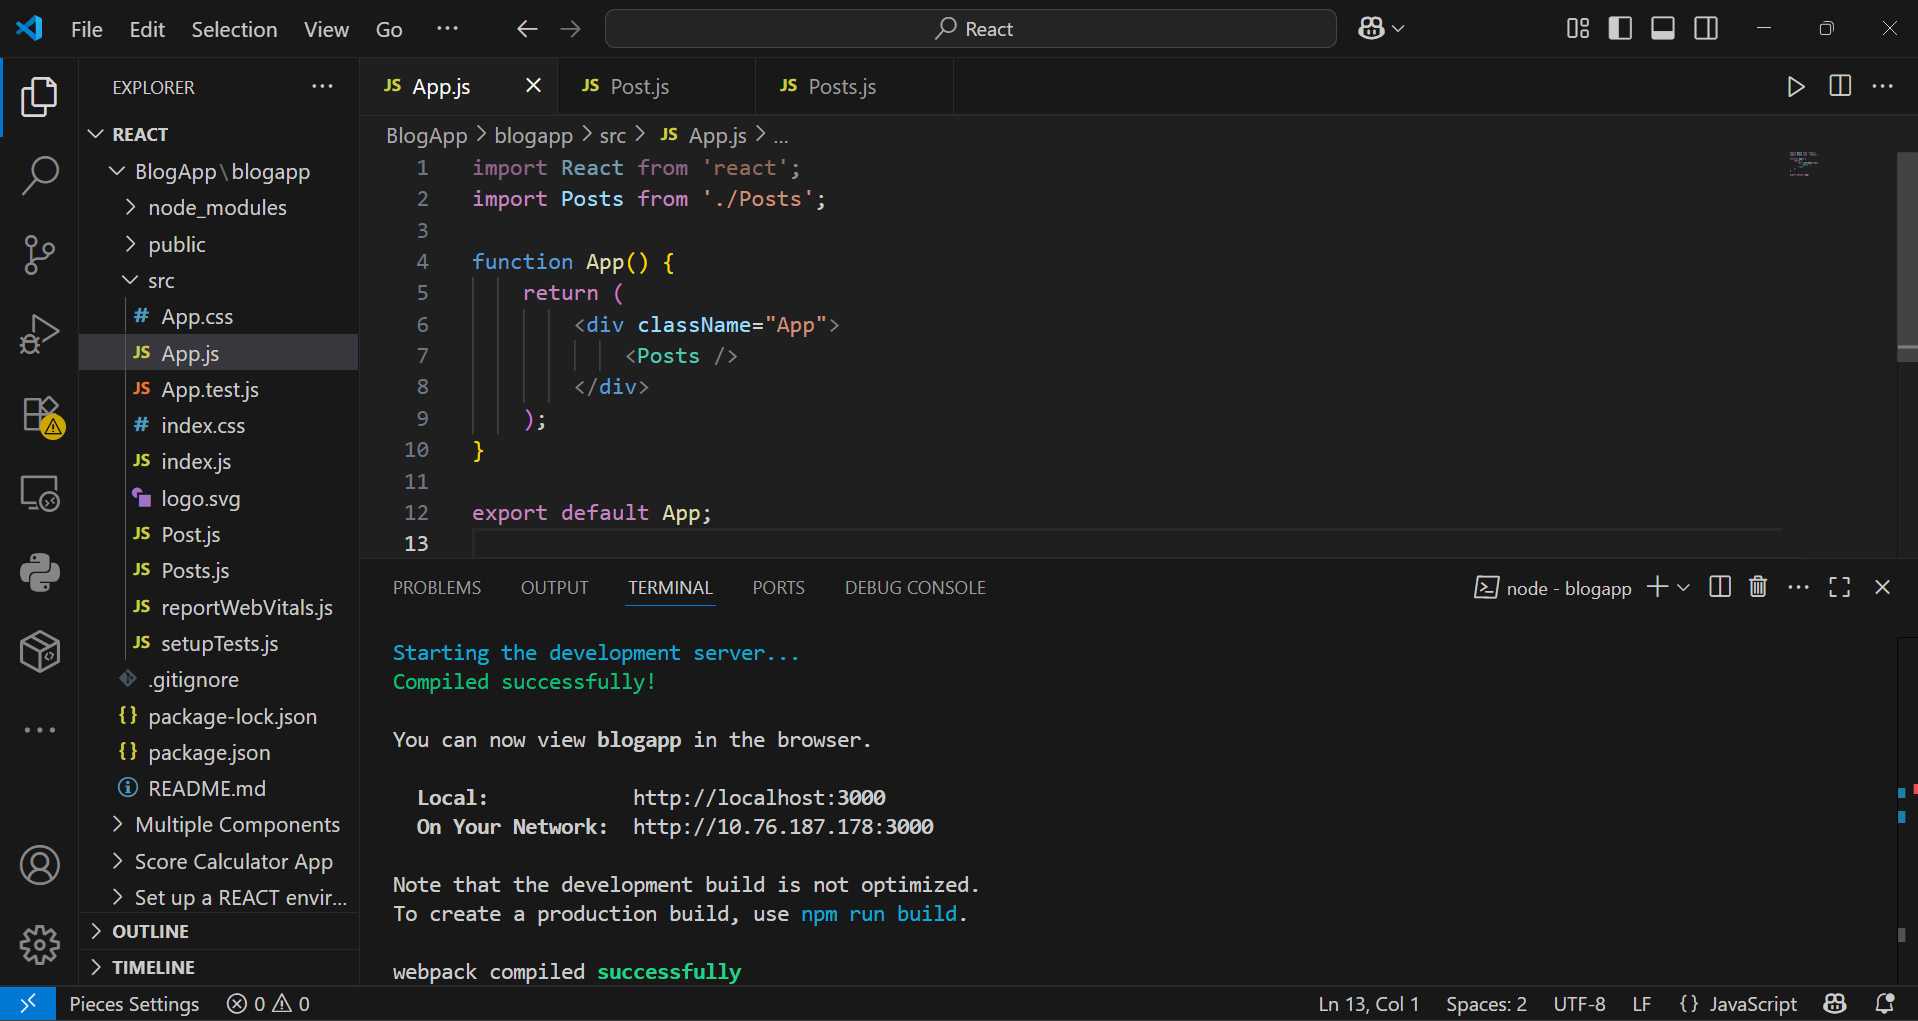 File Edit Selection View Go ···
React
EXPLORER ···
REACT
BlogApp\blogapp
node_modules
public
src
# App.css
JS App.js
JS App.test.js
# index.css
JS index.js
logo.svg
JS Post.js
JS Posts.js
JS reportWebVitals.js
JS setupTests.js
.gitignore
{} package-lock.json
{} package.json
README.md
Multiple Components
Score Calculator App
Set up a REACT envir...
OUTLINE
TIMELINE
JS App.js JS Post.js JS Posts.js
BlogApp > blogapp > src > JS App.js > ...
1 import React from 'react';
2 import Posts from './Posts';
3
4 function App() {
5 return (
6 <div className="App">
7 <Posts />
8 </div>
9 );
10 }
11
12 export default App;
13
PROBLEMS OUTPUT TERMINAL PORTS DEBUG CONSOLE
node - blogapp
Starting the development server...
Compiled successfully!
You can now view blogapp in the browser.
Local: http://localhost:3000
On Your Network: http://10.76.187.178:3000
Note that the development build is not optimized.
To create a production build, use npm run build.
webpack compiled successfully
Pieces Settings 0 0
Ln 13, Col 1 Spaces: 2 UTF-8 LF {} JavaScript